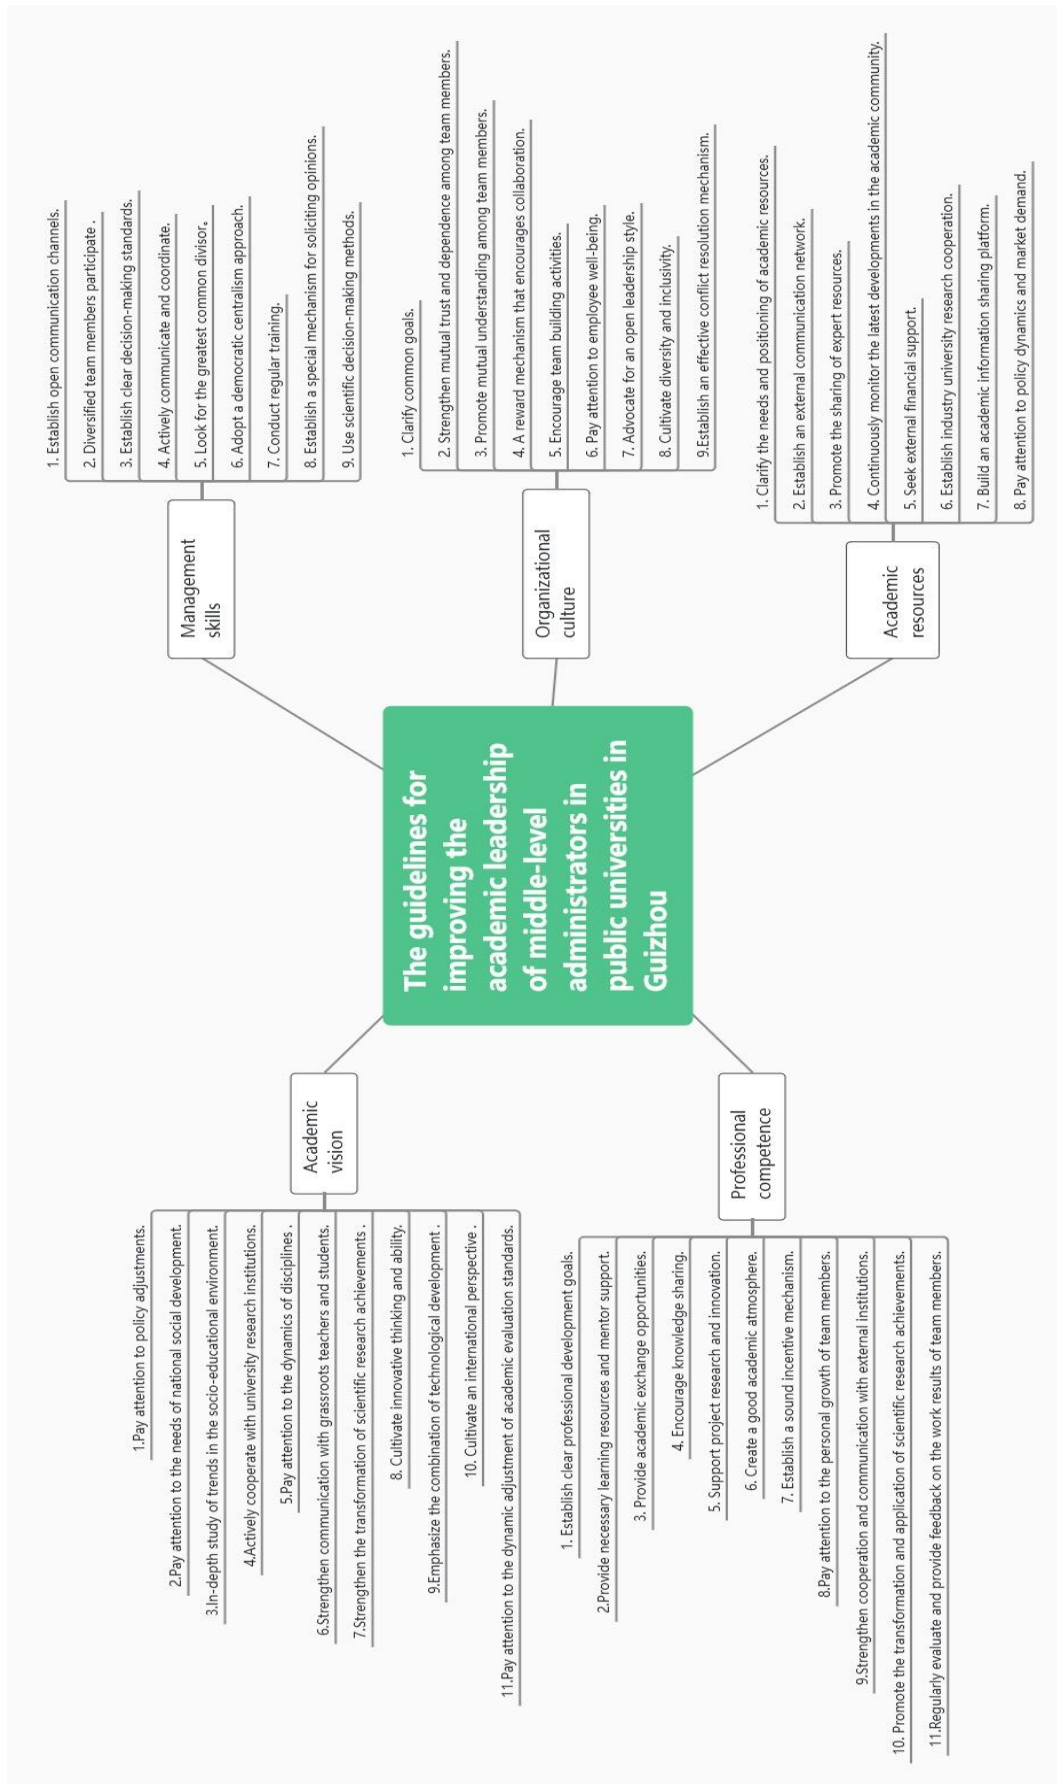 The guidelines for
improving the
academic leadership
of middle-level
administrators in
public universities in
Guizhou
Academic
vision
1.Pay attention to policy adjustments.
2.Pay attention to the needs of national social development.
3.In-depth study of trends in the socio-educational environment.
4.Actively cooperate with university research institutions.
5.Pay attention to the dynamics of disciplines .
6.Strengthen communication with grassroots teachers and students.
7.Strengthen the transformation of scientific research achievements .
8. Cultivate innovative thinking and ability.
9.Emphasize the combination of technological development .
10. Cultivate an international perspective .
11.Pay attention to the dynamic adjustment of academic evaluation standards.
Professional
competence
1. Establish clear professional development goals.
2.Provide necessary learning resources and mentor support.
3. Provide academic exchange opportunities.
4. Encourage knowledge sharing.
5. Support project research and innovation.
6. Create a good academic atmosphere.
7. Establish a sound incentive mechanism.
8.Pay attention to the personal growth of team members.
9.Strengthen cooperation and communication with external institutions.
10. Promote the transformation and application of scientific research achievements.
11.Regularly evaluate and provide feedback on the work results of team members.
Management
skills
1. Establish open communication channels.
2. Diversified team members participate .
3. Establish clear decision-making standards.
4. Actively communicate and coordinate.
5. Look for the greatest common divisor。
6. Adopt a democratic centralism approach.
7. Conduct regular training.
8. Establish a special mechanism for soliciting opinions.
9. Use scientific decision-making methods.
Organizational
culture
1. Clarify common goals.
2. Strengthen mutual trust and dependence among team members.
3. Promote mutual understanding among team members.
4. A reward mechanism that encourages collaboration.
5. Encourage team building activities.
6. Pay attention to employee well-being.
7. Advocate for an open leadership style.
8. Cultivate diversity and inclusivity.
9.Establish an effective conflict resolution mechanism.
Academic
resources
1. Clarify the needs and positioning of academic resources.
2. Establish an external communication network.
3. Promote the sharing of expert resources.
4. Continuously monitor the latest developments in the academic community.
5. Seek external financial support.
6. Establish industry university research cooperation.
7. Build an academic information sharing platform.
8. Pay attention to policy dynamics and market demand.